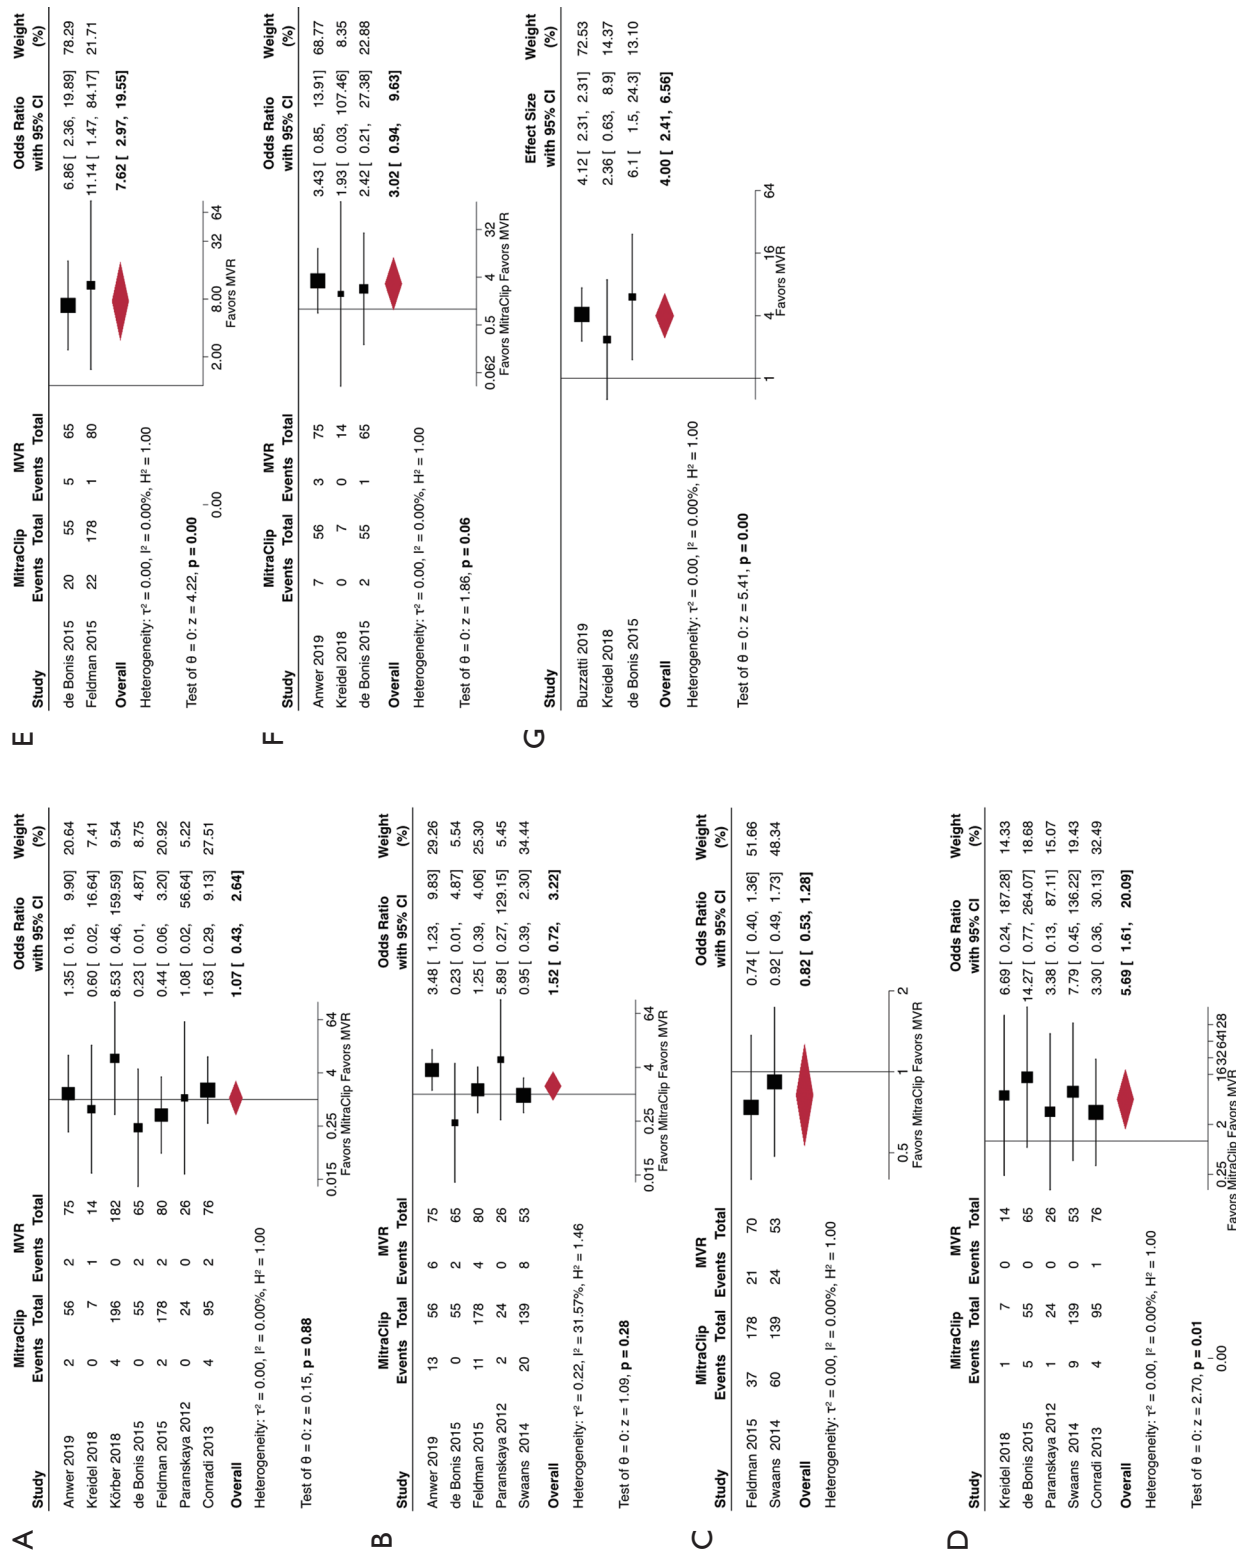 A
MitraClip MVR Odds Ratio Weight
Study Events Total Events Total with 95% CI (%)
Anwer 2019 2 56 2 75 1.35 [ 0.18, 9.90] 20.64
Kreidel 2018 0 7 1 14 0.60 [ 0.02, 16.64] 7.41
Körber 2018 4 196 0 182 8.53 [ 0.46, 159.59] 9.54
de Bonis 2015 0 55 2 65 0.23 [ 0.01, 4.87] 8.75
Feldman 2015 2 178 2 80 0.44 [ 0.06, 3.20] 20.92
Paranskaya 2012 0 24 0 26 1.08 [ 0.02, 56.64] 5.22
Conradi 2013 4 95 2 76 1.63 [ 0.29, 9.13] 27.51
Overall 1.07 [ 0.43, 2.64]
Heterogeneity: τ² = 0.00, I² = 0.00%, H² = 1.00
Test of θ = 0: z = 0.15, p = 0.88
0.015 0.25 4 64
Favors MitraClip Favors MVR
B
MitraClip MVR Odds Ratio Weight
Study Events Total Events Total with 95% CI (%)
Anwer 2019 13 56 6 75 3.48 [ 1.23, 9.83] 29.26
de Bonis 2015 0 55 2 65 0.23 [ 0.01, 4.87] 5.54
Feldman 2015 11 178 4 80 1.25 [ 0.39, 4.06] 25.30
Paranskaya 2012 2 24 0 26 5.89 [ 0.27, 129.15] 5.45
Swaans 2014 20 139 8 53 0.95 [ 0.39, 2.30] 34.44
Overall 1.52 [ 0.72, 3.22]
Heterogeneity: τ² = 0.22, I² = 31.57%, H² = 1.46
Test of θ = 0: z = 1.09, p = 0.28
0.015 0.25 4 64
Favors MitraClip Favors MVR
C
MitraClip MVR Odds Ratio Weight
Study Events Total Events Total with 95% CI (%)
Feldman 2015 37 178 21 70 0.74 [ 0.40, 1.36] 51.66
Swaans 2014 60 139 24 53 0.92 [ 0.49, 1.73] 48.34
Overall 0.82 [ 0.53, 1.28]
Heterogeneity: τ² = 0.00, I² = 0.00%, H² = 1.00
0.5 1 2
Favors MitraClip Favors MVR
D
MitraClip MVR Odds Ratio Weight
Study Events Total Events Total with 95% CI (%)
Kreidel 2018 1 7 0 14 6.69 [ 0.24, 187.28] 14.33
de Bonis 2015 5 55 0 65 14.27 [ 0.77, 264.07] 18.68
Paranskaya 2012 1 24 0 26 3.38 [ 0.13, 87.11] 15.07
Swaans 2014 9 139 0 53 7.79 [ 0.45, 136.22] 19.43
Conradi 2013 4 95 1 76 3.30 [ 0.36, 30.13] 32.49
Overall 5.69 [ 1.61, 20.09]
Heterogeneity: τ² = 0.00, I² = 0.00%, H² = 1.00
Test of θ = 0: z = 2.70, p = 0.01
0.00 0.25 2 16 32 64 128
Favors MitraClip Favors MVR
E
MitraClip MVR Odds Ratio Weight
Study Events Total Events Total with 95% CI (%)
de Bonis 2015 20 55 5 65 6.86 [ 2.36, 19.89] 78.29
Feldman 2015 22 178 1 80 11.14 [ 1.47, 84.17] 21.71
Overall 7.62 [ 2.97, 19.55]
Heterogeneity: τ² = 0.00, I² = 0.00%, H² = 1.00
Test of θ = 0: z = 4.22, p = 0.00
0.00 2.00 8.00 32 64
Favors MVR
F
MitraClip MVR Odds Ratio Weight
Study Events Total Events Total with 95% CI (%)
Anwer 2019 7 56 3 75 3.43 [ 0.85, 13.91] 68.77
Kreidel 2018 0 7 0 14 1.93 [ 0.03, 107.46] 8.35
de Bonis 2015 2 55 1 65 2.42 [ 0.21, 27.38] 22.88
Overall 3.02 [ 0.94, 9.63]
Heterogeneity: τ² = 0.00, I² = 0.00%, H² = 1.00
Test of θ = 0: z = 1.86, p = 0.06
0.062 0.5 4 32
Favors MitraClip Favors MVR
G
Effect Size Weight
Study with 95% CI (%)
Buzzatti 2019 4.12 [ 2.31, 2.31] 72.53
Kreidel 2018 2.36 [ 0.63, 8.9] 14.37
de Bonis 2015 6.1 [ 1.5, 24.3] 13.10
Overall 4.00 [ 2.41, 6.56]
Heterogeneity: τ² = 0.00, I² = 0.00%, H² = 1.00
Test of θ = 0: z = 5.41, p = 0.00
1 4 16 64
Favors MVR